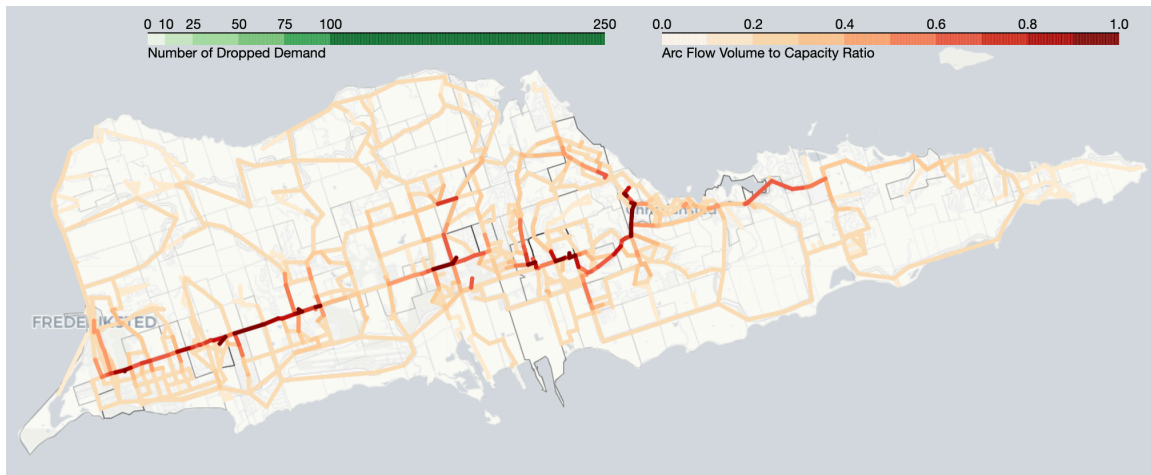 0 10 25 50 75 100 250
Number of Dropped Demand
0.0 0.2 0.4 0.6 0.8 1.0
Arc Flow Volume to Capacity Ratio